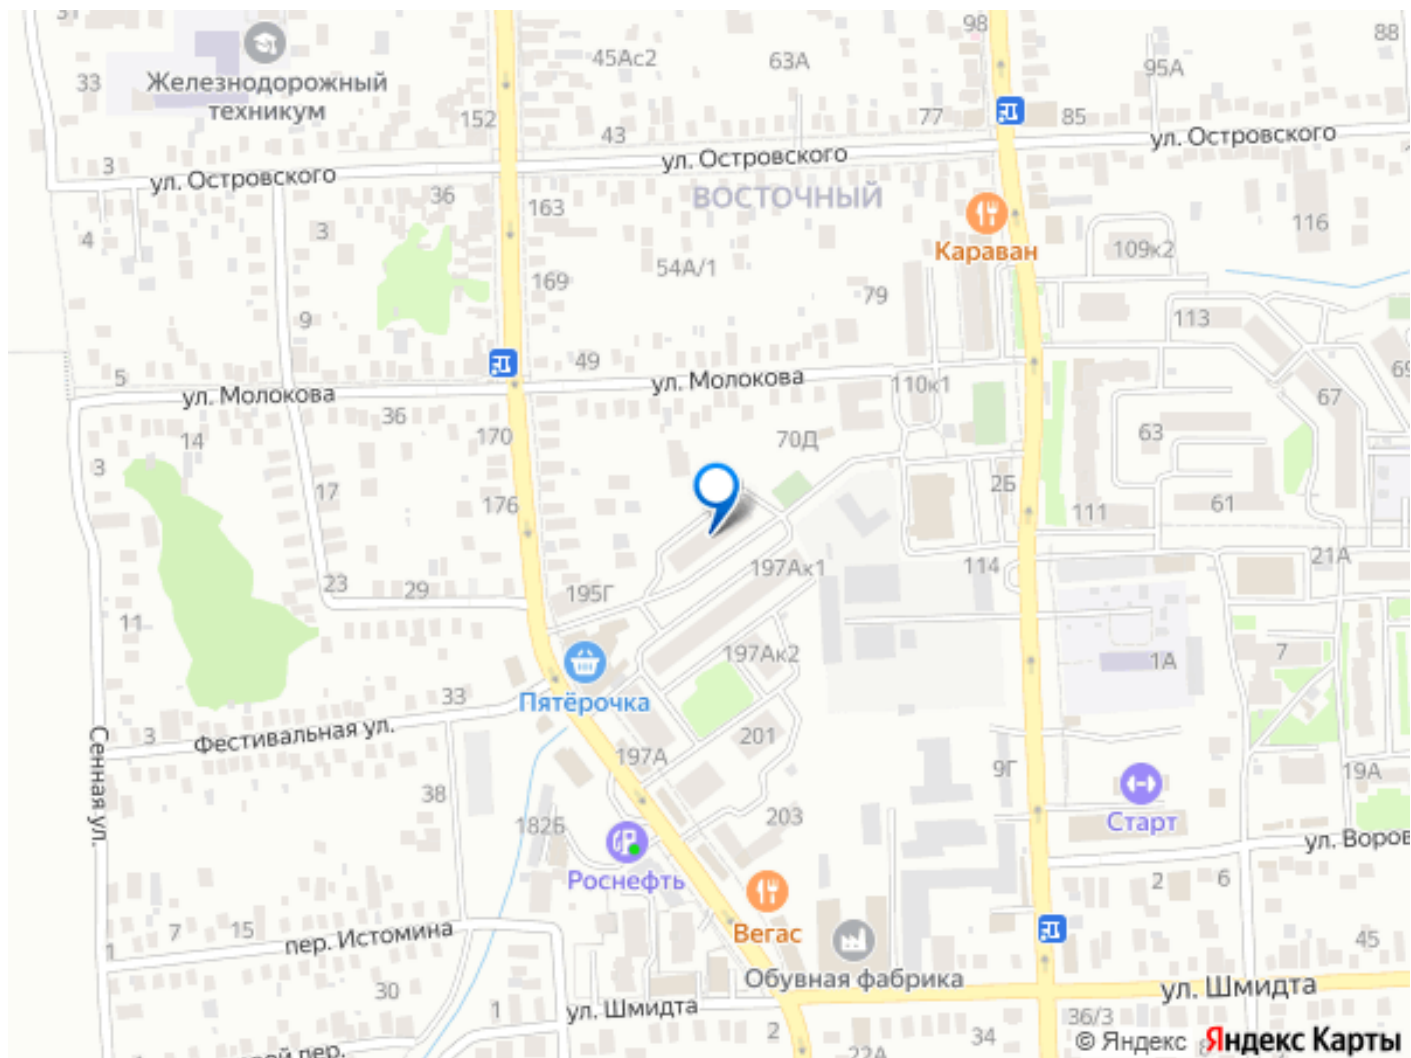 33
Железнодорожный
техникум
152
45Ас2
63А
98
95А
88
43
77
85
3
ул. Островского
ул. Островского
ул. Островского
36
163
ВОСТОЧНЫЙ
116
4
3
Караван
109к2
169
54А/1
79
9
113
5
49
ул. Молокова
ул. Молокова
110к1
67
36
14
170
70Д
63
3
17
176
2Б
111
61
23
29
195Г
197Ак1
114
21А
11
197Ак2
1А
7
Пятёрочка
33
3
Фестивальная ул.
Сенная ул.
201
197А
9Г
19А
38
182Б
203
Старт
Роснефть
ул. Воров
2
6
1
7
15
пер. Истомина
Вегас
45
Обувная фабрика
30
1
ул. Шмидта
ул. Шмидта
2
34
36/3
22А
© Яндекс Яндекс Карты